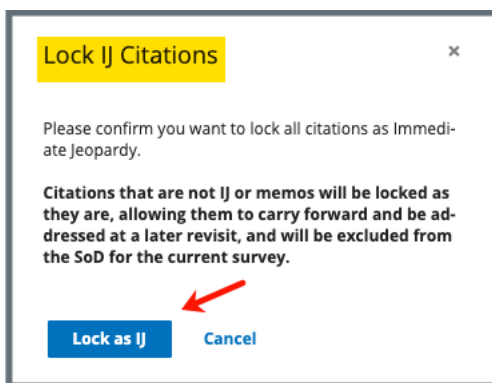 Lock IJ Citations
×
Please confirm you want to lock all citations as Immedi-
ate Jeopardy.
Citations that are not IJ or memos will be locked as
they are, allowing them to carry forward and be ad-
dressed at a later revisit, and will be excluded from
the SoD for the current survey.
Lock as IJ Cancel